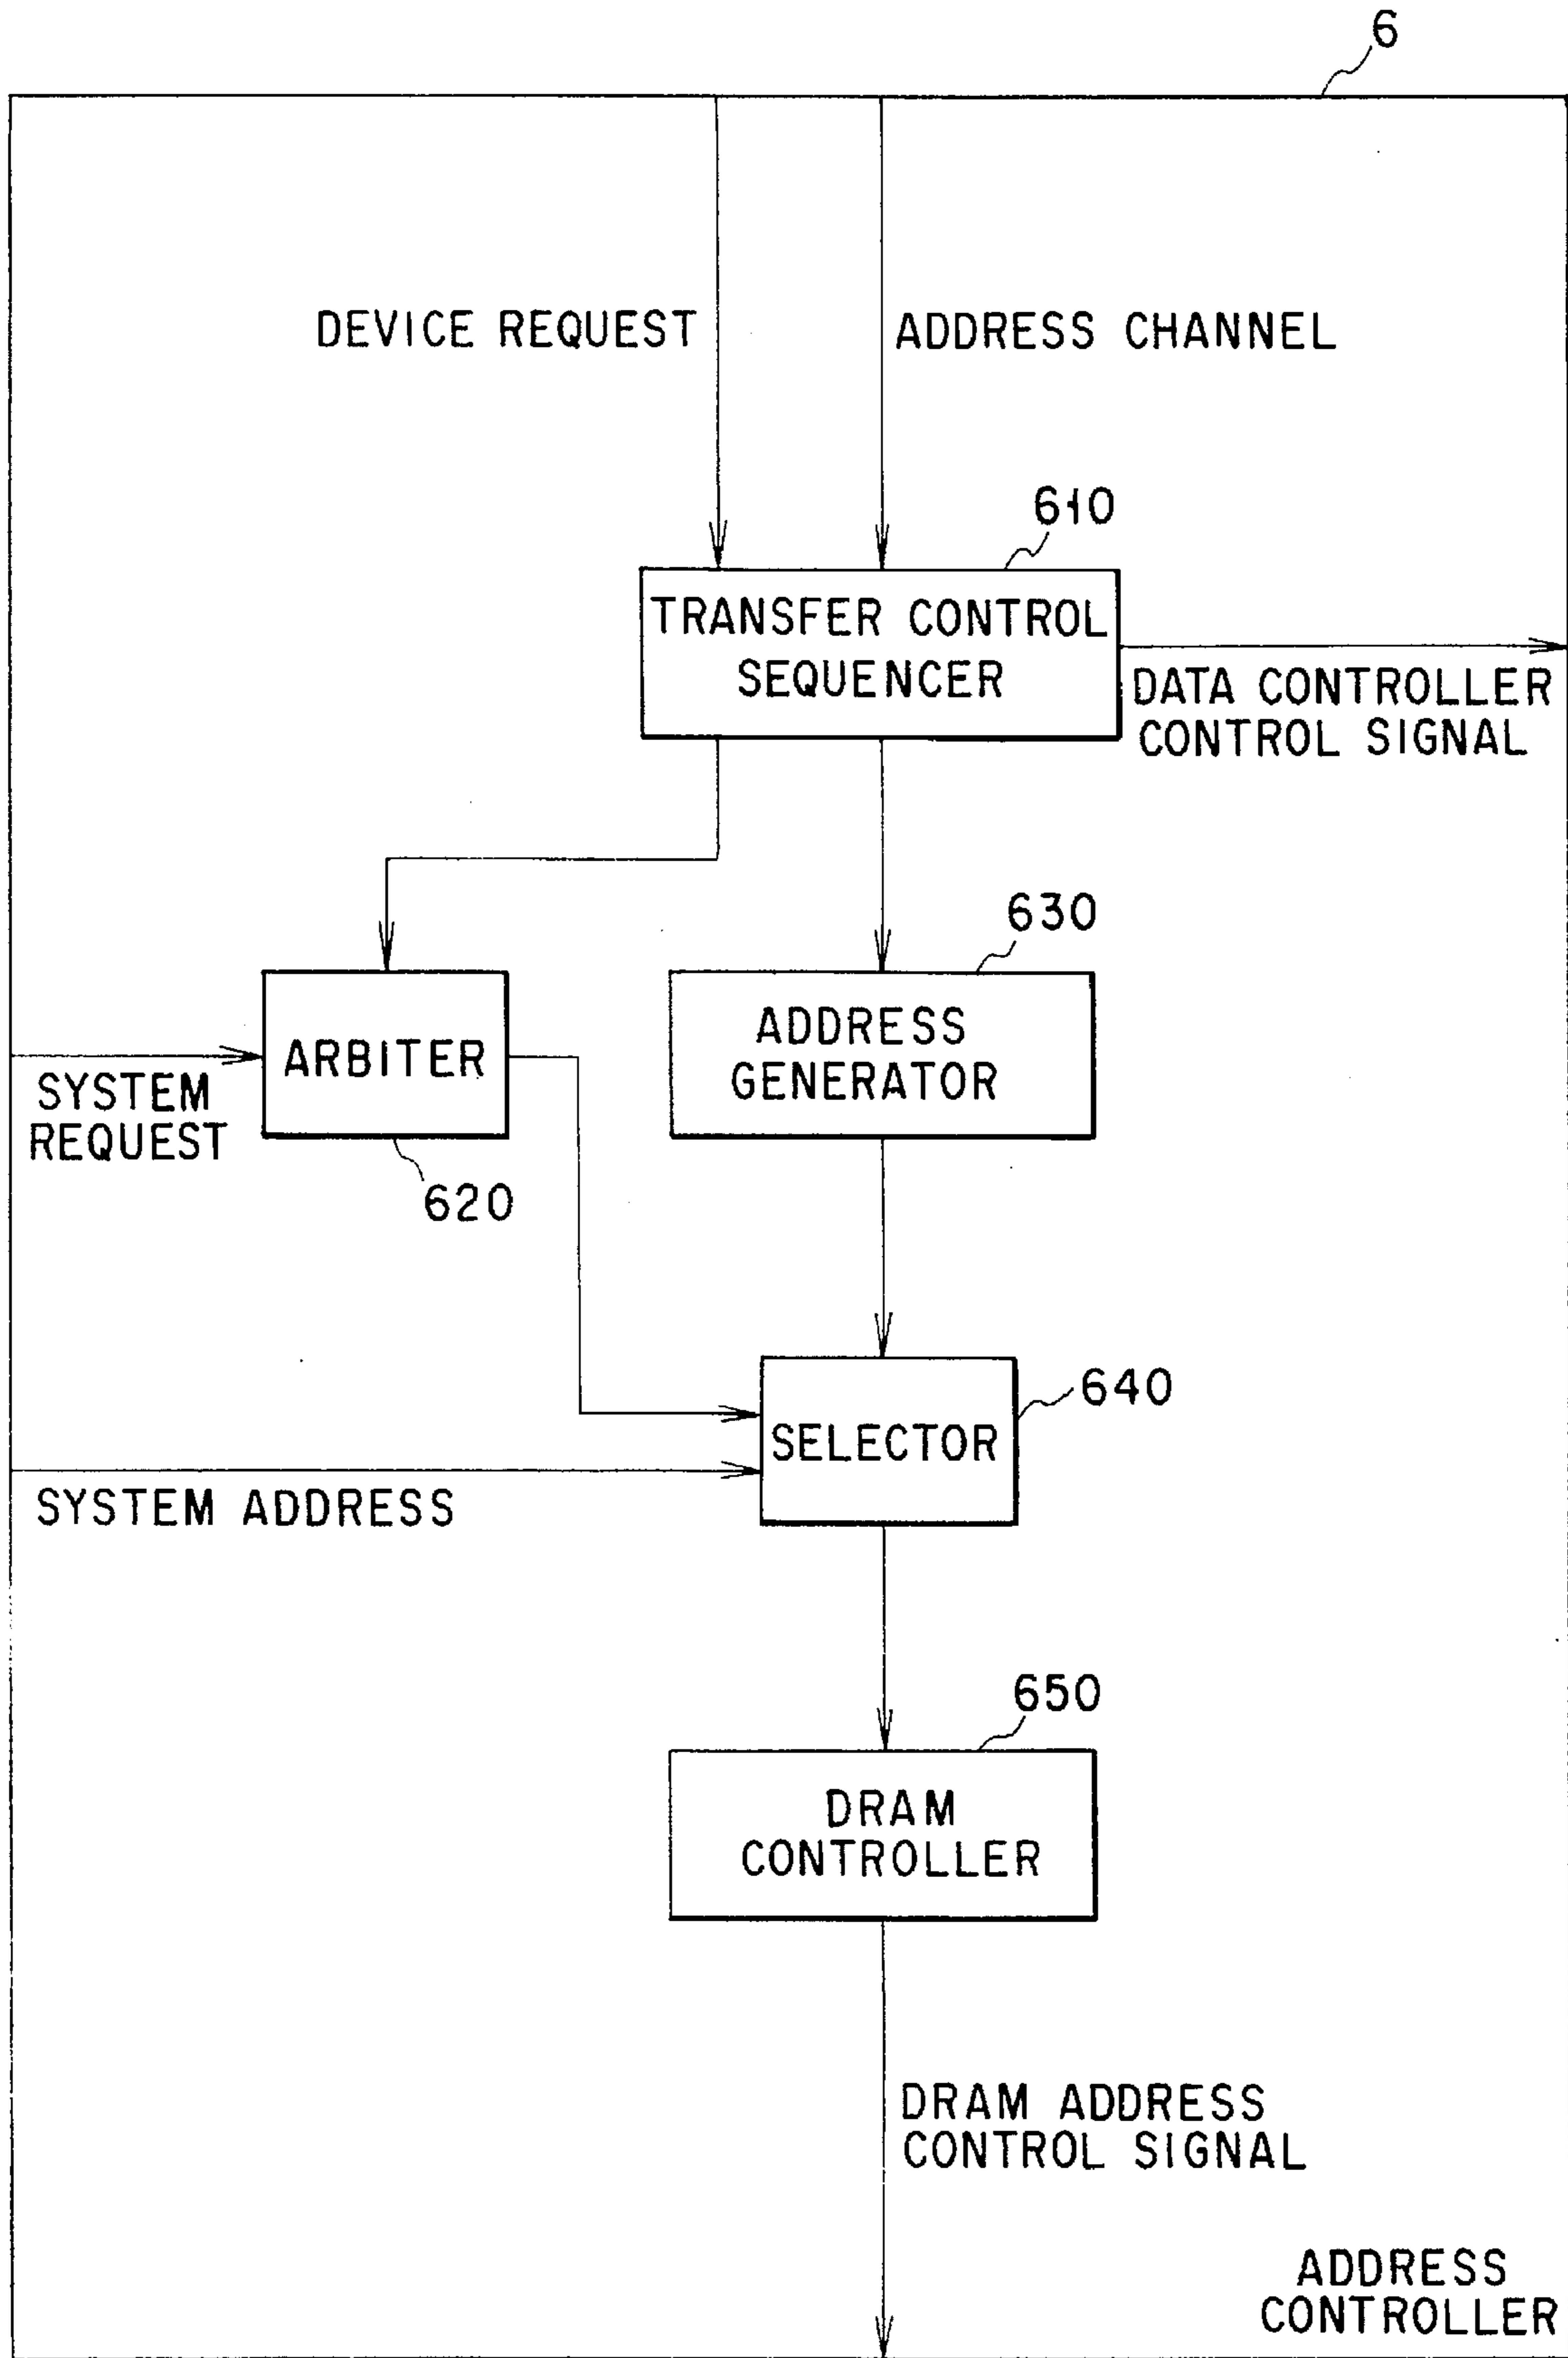 6
DEVICE REQUEST
ADDRESS CHANNEL
610
TRANSFER CONTROL
SEQUENCER
DATA CONTROLLER
CONTROL SIGNAL
630
ARBITER
ADDRESS
GENERATOR
SYSTEM
REQUEST
620
640
SELECTOR
SYSTEM ADDRESS
650
DRAM
CONTROLLER
DRAM ADDRESS
CONTROL SIGNAL
ADDRESS
CONTROLLER